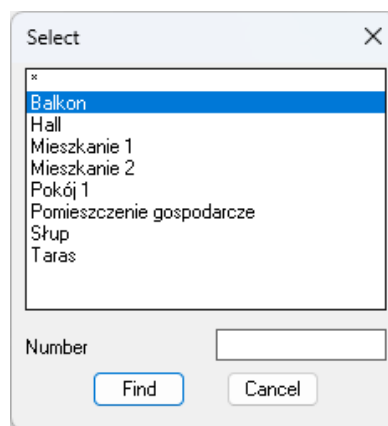 Select
*
Balkon
Hall
Mieszkanie 1
Mieszkanie 2
Pokój 1
Pomieszczenie gospodarcze
Słup
Taras
Number
Find Cancel